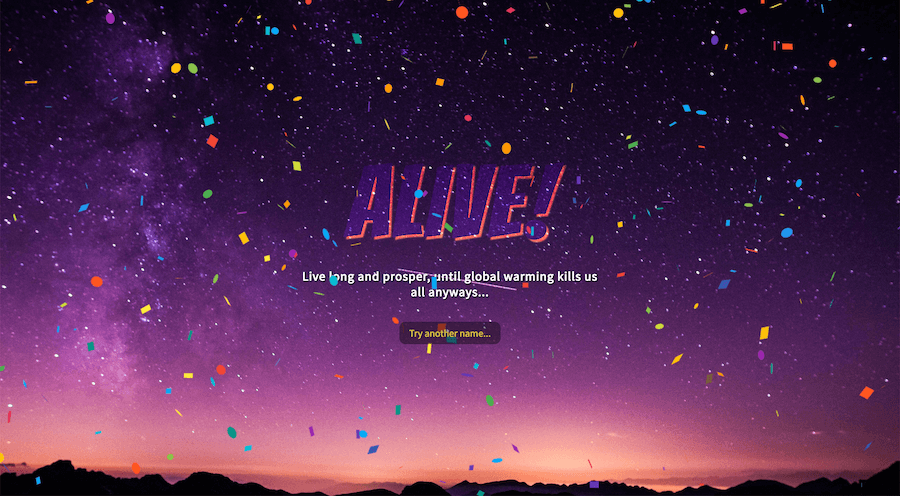 ALIVE!
Live long and prosper, until global warming kills us
all anyways...
Try another name...